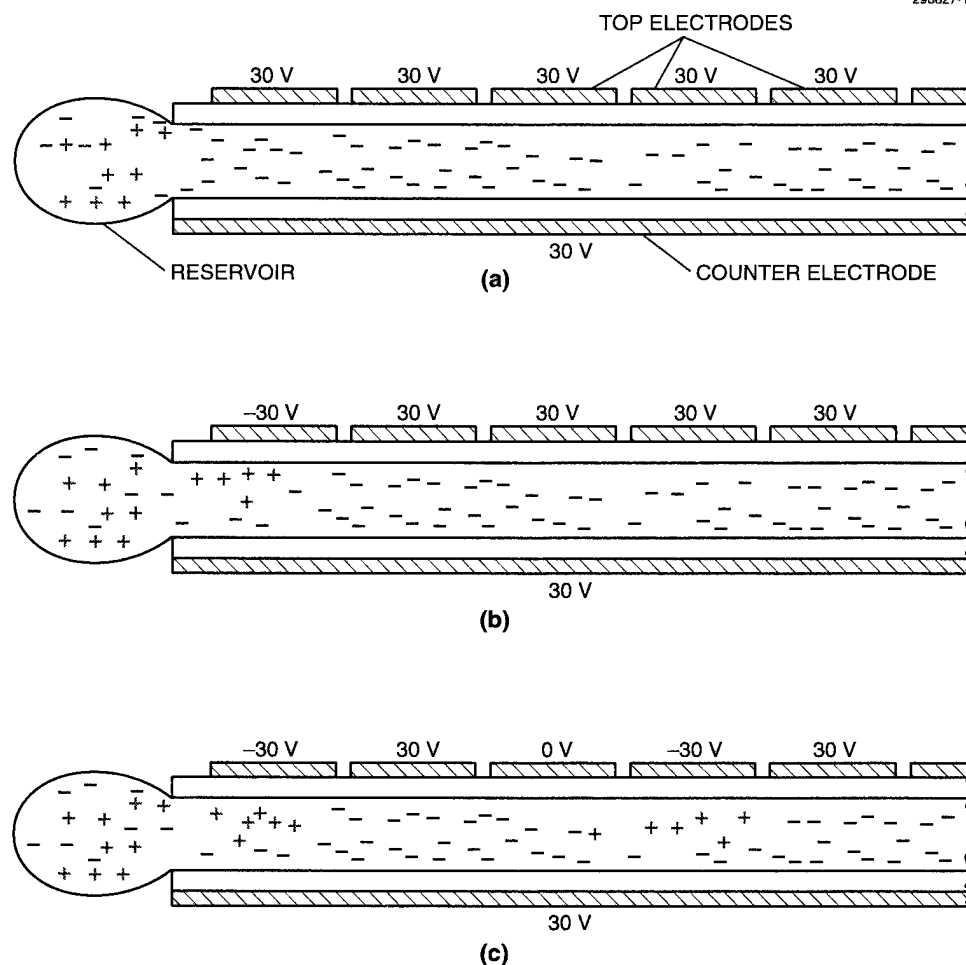 TOP ELECTRODES
30 V 30 V 30 V 30 V 30 V
30 V
RESERVOIR
COUNTER ELECTRODE
(a)
–30 V 30 V 30 V 30 V 30 V
30 V
(b)
–30 V 30 V 0 V –30 V 30 V
30 V
(c)